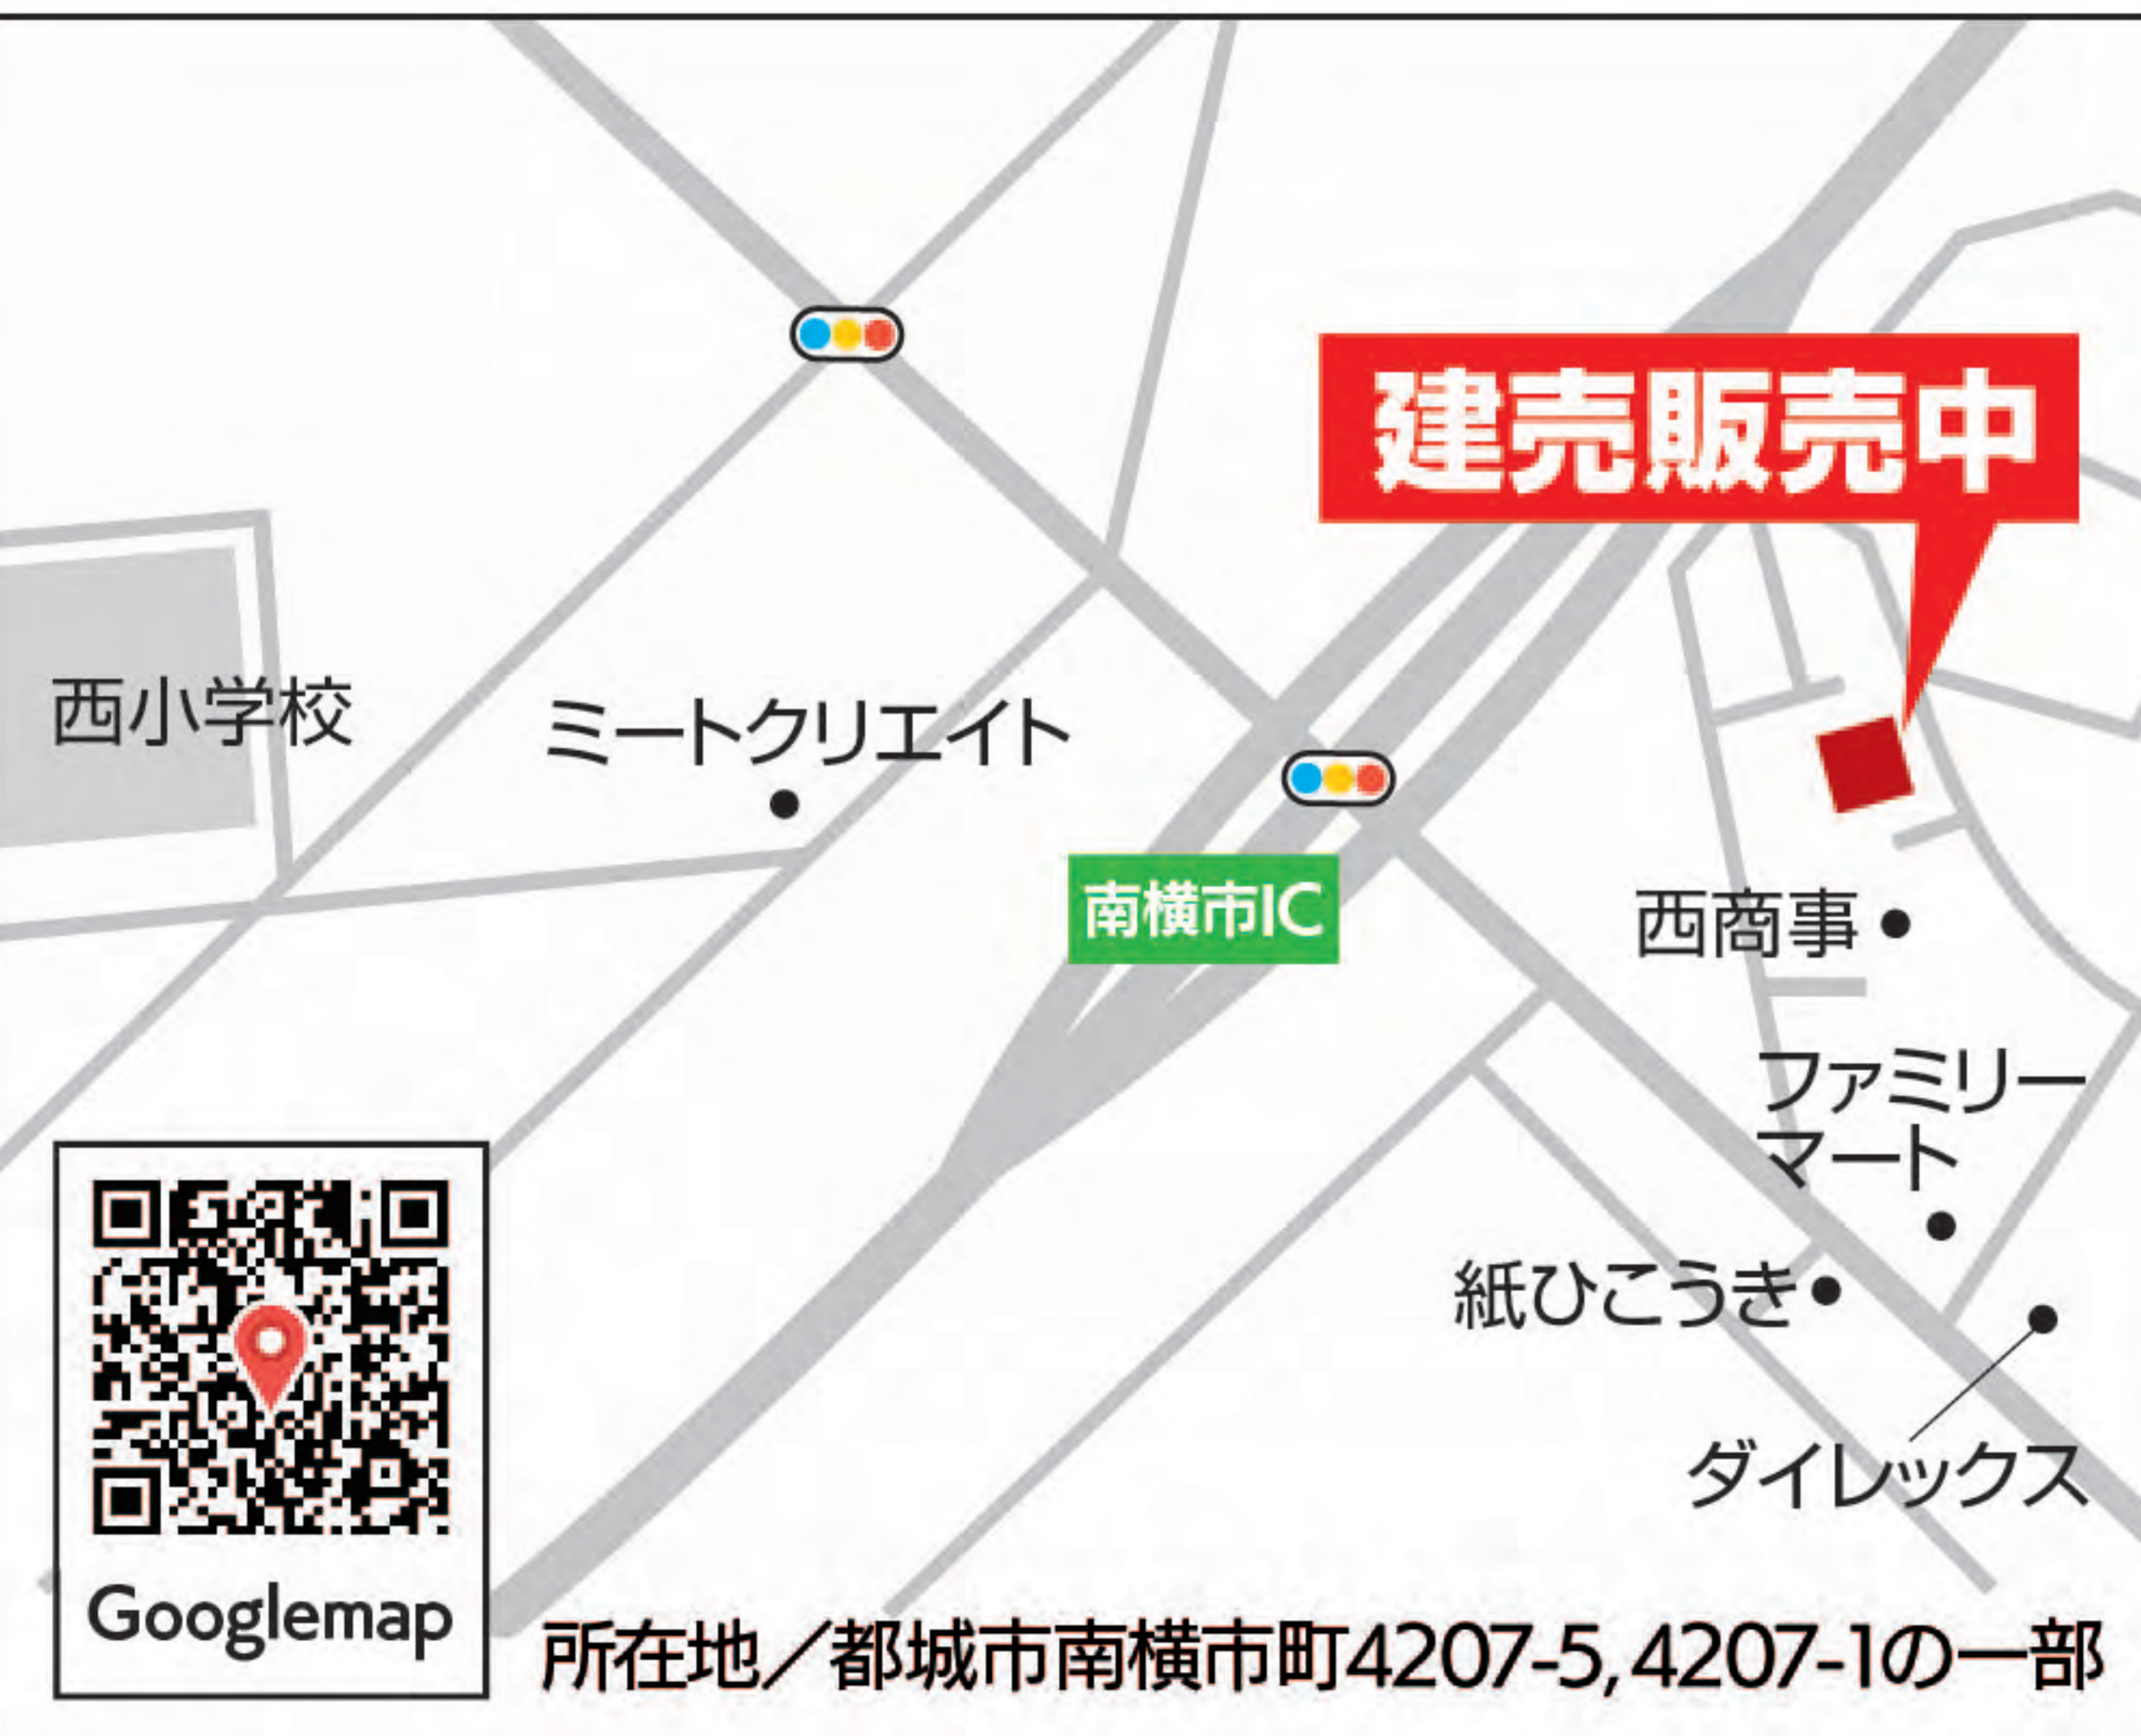 建売販売中
西小学校
ミートクリエイト
南横市IC
西商事
ファミリー
マート
紙ひこうき
ダイレックス
Googlemap
所在地／都城市南横市町4207-5,4207-1の一部